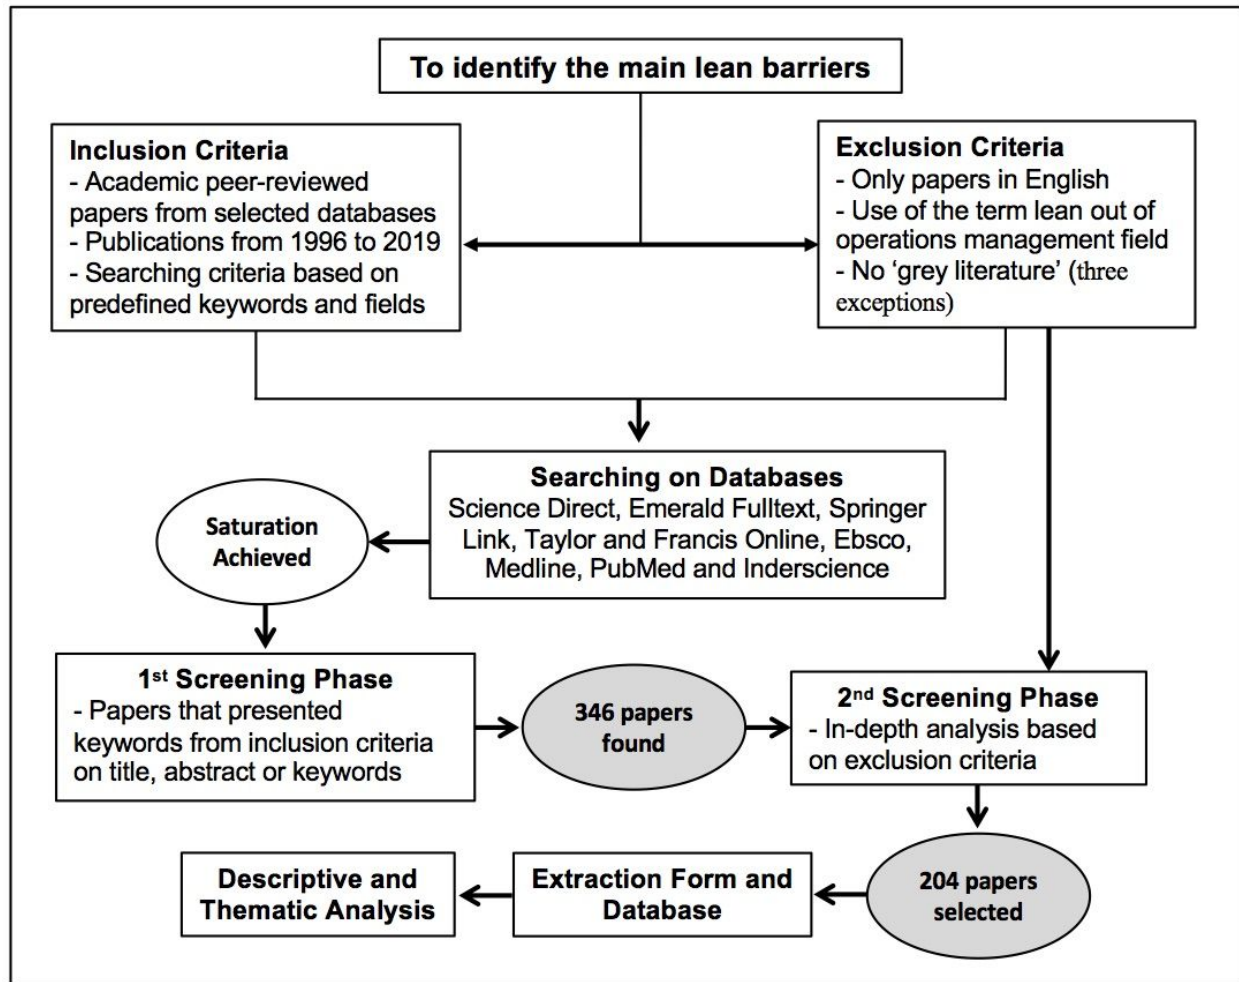 To identify the main lean barriers
Inclusion Criteria
- Academic peer-reviewed
papers from selected databases
- Publications from 1996 to 2019
- Searching criteria based on
predefined keywords and fields
Exclusion Criteria
- Only papers in English
- Use of the term lean out of
operations management field
- No ‘grey literature’ (three
exceptions)
Searching on Databases
Science Direct, Emerald Fulltext, Springer
Link, Taylor and Francis Online, Ebsco,
Medline, PubMed and Inderscience
Saturation
Achieved
1st Screening Phase
- Papers that presented
keywords from inclusion criteria
on title, abstract or keywords
346 papers
found
2nd Screening Phase
- In-depth analysis based
on exclusion criteria
204 papers
selected
Extraction Form and
Database
Descriptive and
Thematic Analysis